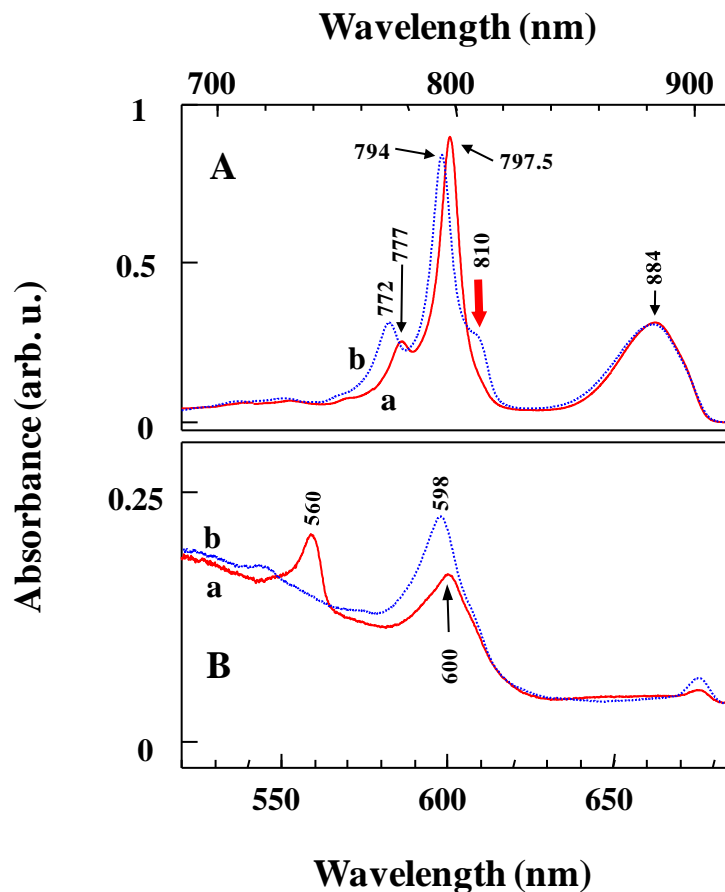 Wavelength (nm)
700 800 900
1
A
794
797.5
777
810
772
884
0.5
b
a
0
Absorbance (arb. u.)
0.25
560
598
b
a
600
B
0
550 600 650
Wavelength (nm)